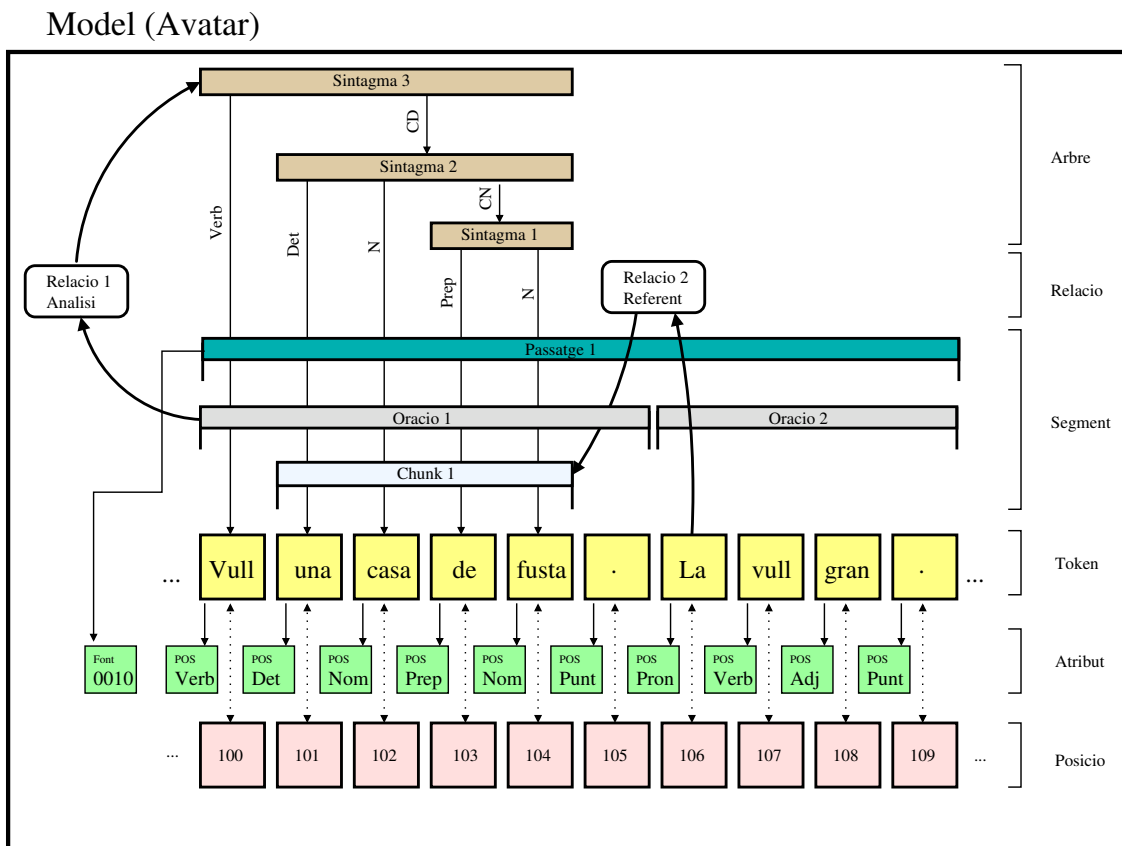 Model (Avatar)
Sintagma 3
CD
Sintagma 2
Arbre
CN
Verb
Det
N
Sintagma 1
Relacio 1
Analisi
Prep
N
Relacio 2
Referent
Relacio
Passatge 1
Oracio 1
Oracio 2
Segment
Chunk 1
... Vull una casa de fusta . La vull gran . ...
Token
Font
0010
POS
Verb
POS
Det
POS
Nom
POS
Prep
POS
Nom
POS
Punt
POS
Pron
POS
Verb
POS
Adj
POS
Punt
Atribut
... 100 101 102 103 104 105 106 107 108 109 ...
Posicio